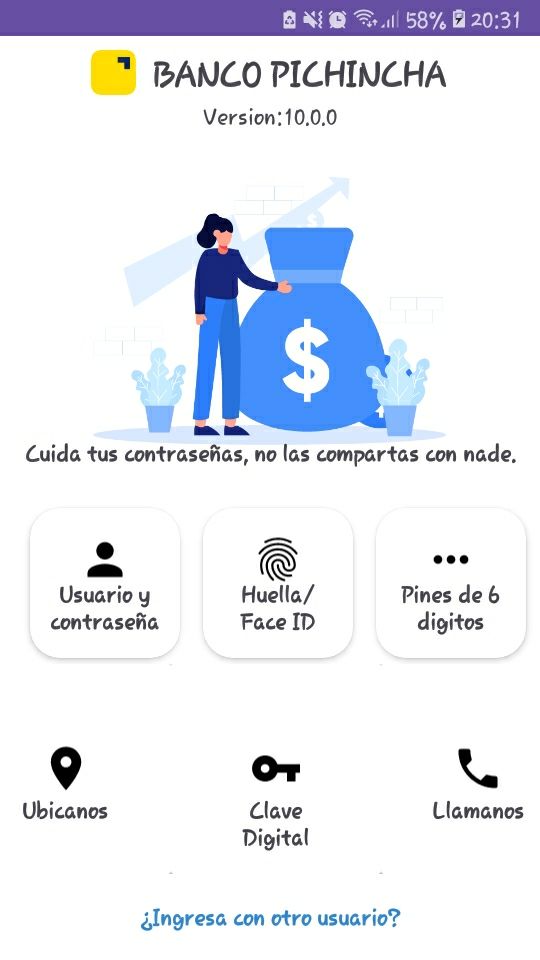 58% 20:31
BANCO PICHINCHA
Version:10.0.0
$
$
Cuida tus contraseñas, no las compartas con nade.
Usuario y
contraseña
Huella/
Face ID
Pines de 6
digitos
Ubicanos
Clave
Digital
Llamanos
¿Ingresa con otro usuario?